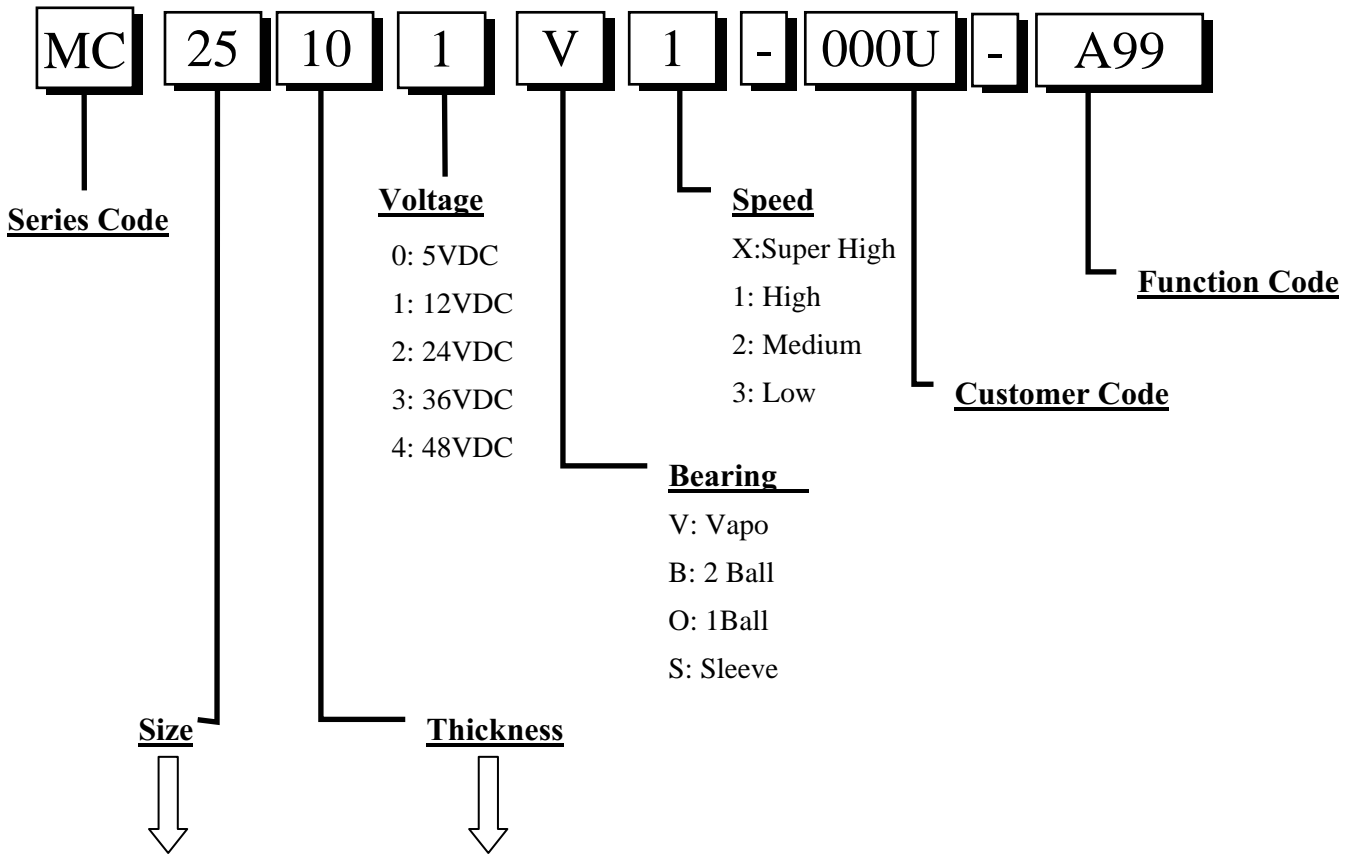 MC 25 10 1 V 1 - 000U - A99
Series Code
Voltage
0: 5VDC
1: 12VDC
2: 24VDC
3: 36VDC
4: 48VDC
Speed
X:Super High
1: High
2: Medium
3: Low
Function Code
Customer Code
Bearing
V: Vapo
B: 2 Ball
O: 1Ball
S: Sleeve
Size
Thickness